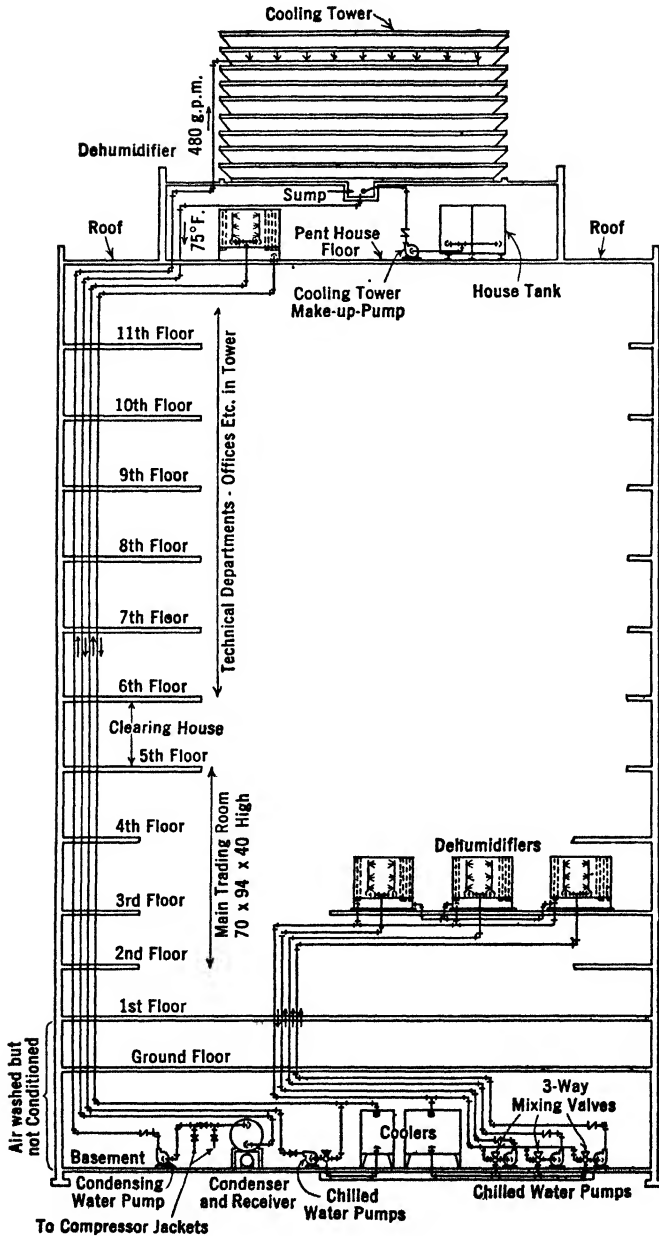 Cooling Tower
480 g.p.m.
Dehumidifier
Sump
75°F.
Roof
Pent House
Floor
Roof
Cooling Tower
Make-up-Pump
House Tank
11th Floor
10th Floor
9th Floor
8th Floor
7th Floor
6th Floor
Technical Departments - Offices Etc. in Tower
Clearing House
5th Floor
4th Floor
Main Trading Room
70 x 94 x 40 High
Dehumidifiers
3rd Floor
2nd Floor
1st Floor
Air washed but
not Conditioned
Ground Floor
3-Way
Mixing Valves
Coolers
Basement
Condensing
Water Pump
Condenser
and Receiver
Chilled
Water Pumps
Chilled Water Pumps
To Compressor Jackets